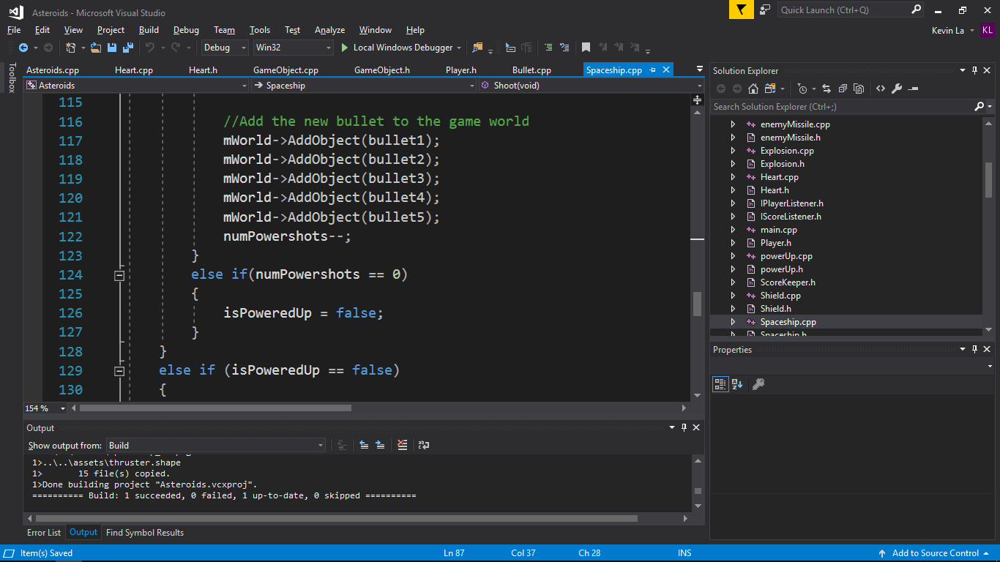 Asteroids - Microsoft Visual Studio
Quick Launch (Ctrl+Q)
File Edit View Project Build Debug Team Tools Test Analyze Window Help
Kevin La KL
Debug Win32 Local Windows Debugger
Toolbox
Asteroids.cpp Heart.cpp Heart.h GameObject.cpp GameObject.h Player.h Bullet.cpp Spaceship.cpp
Asteroids Spaceship Shoot(void)
115
116 //Add the new bullet to the game world
117 mWorld->AddObject(bullet1);
118 mWorld->AddObject(bullet2);
119 mWorld->AddObject(bullet3);
120 mWorld->AddObject(bullet4);
121 mWorld->AddObject(bullet5);
122 numPowershots--;
123 }
124 else if(numPowershots == 0)
125 {
126 isPoweredUp = false;
127 }
128 }
129 else if (isPoweredUp == false)
130 {
154 %
Output
Show output from: Build
1>..\..\assets\thruster.shape
1> 15 file(s) copied.
1>Done building project "Asteroids.vcxproj".
========== Build: 1 succeeded, 0 failed, 1 up-to-date, 0 skipped ==========
Error List Output Find Symbol Results
Solution Explorer
Search Solution Explorer (Ctrl+;)
enemyMissile.cpp
enemyMissile.h
Explosion.cpp
Explosion.h
Heart.cpp
Heart.h
IPlayerListener.h
IScoreListener.h
main.cpp
Player.h
powerUp.cpp
powerUp.h
ScoreKeeper.h
Shield.cpp
Shield.h
Spaceship.cpp
Spaceship.h
Properties
Item(s) Saved Ln 87 Col 37 Ch 28 INS Add to Source Control